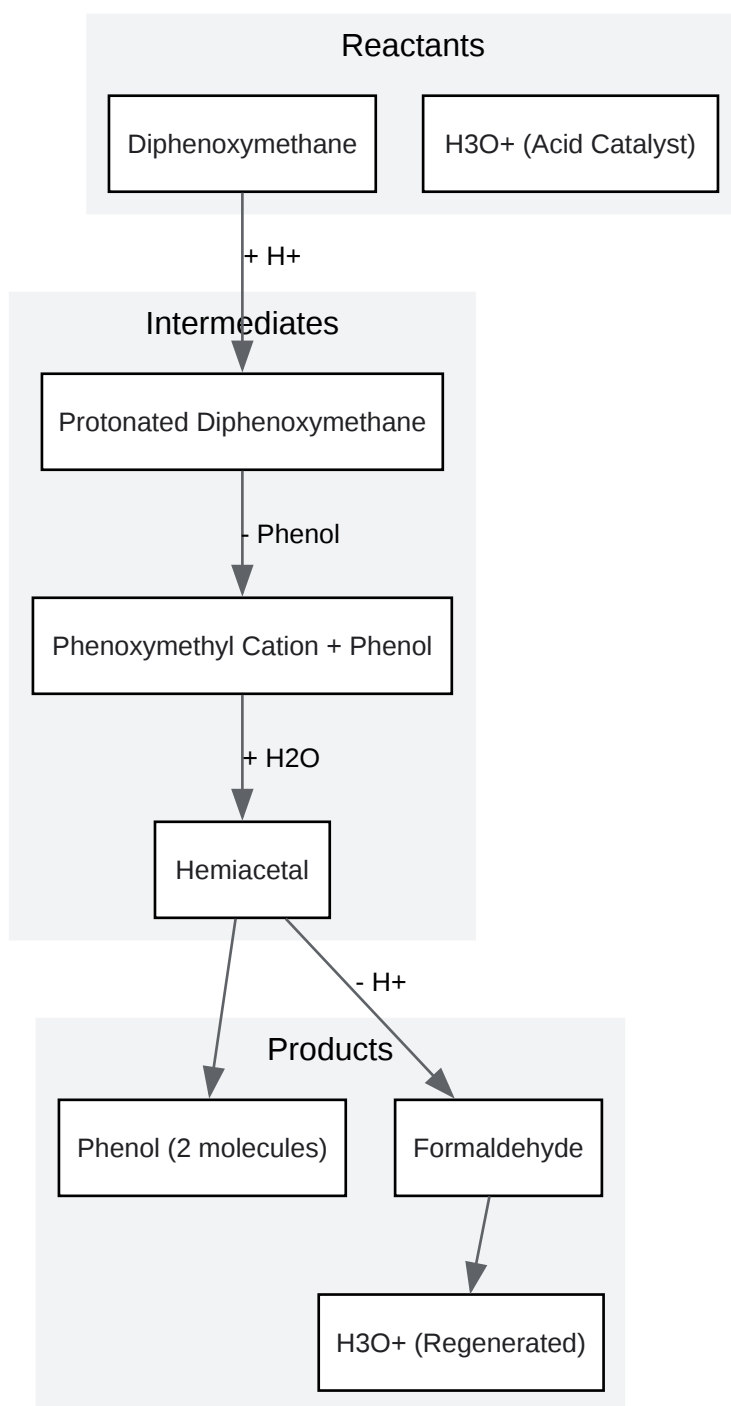 Reactants
Diphenoxymethane
H3O+ (Acid Catalyst)
+ H+
Intermediates
Protonated Diphenoxymethane
- Phenol
Phenoxymethyl Cation + Phenol
+ H2O
Hemiacetal
- H+
Products
Phenol (2 molecules)
Formaldehyde
H3O+ (Regenerated)